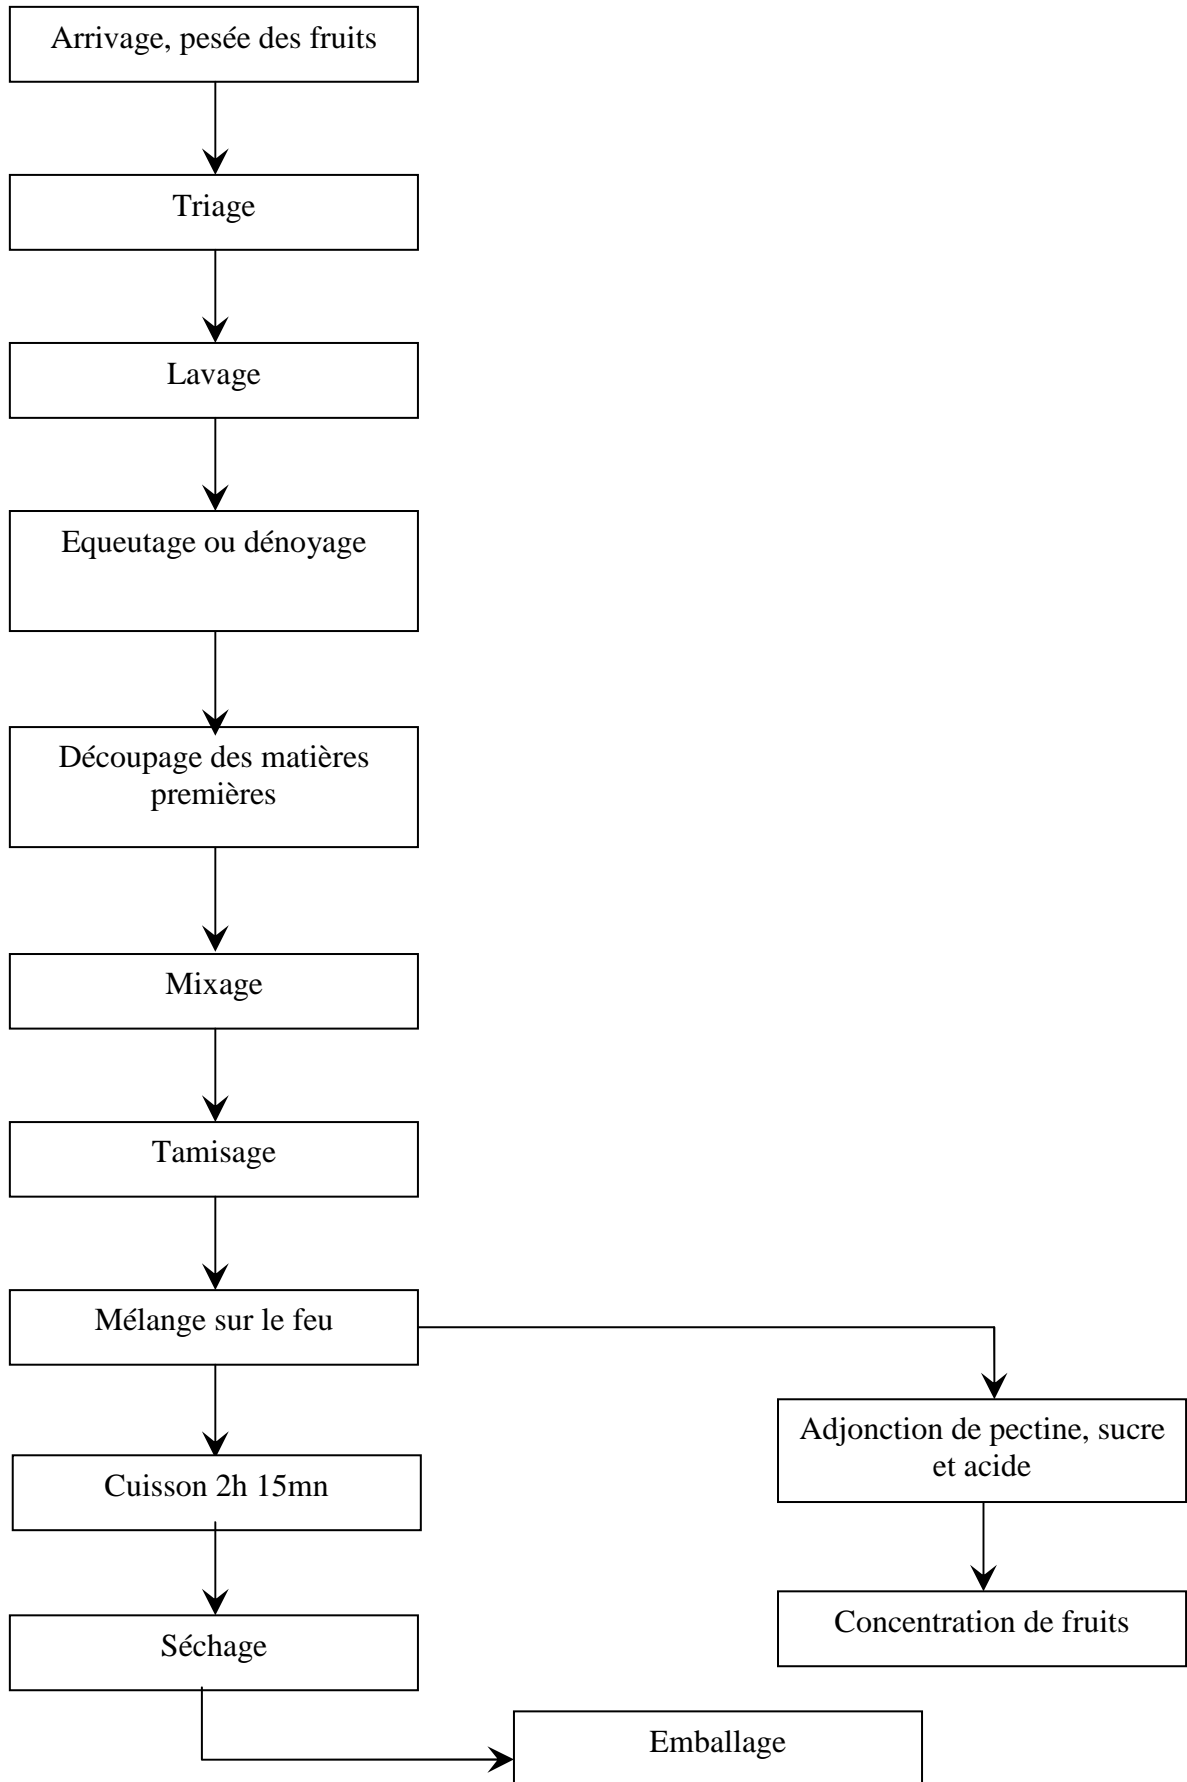 Arrivage, pesée des fruits
Triage
Lavage
Equeutage ou dénoyage
Découpage des matières
premières
Mixage
Tamisage
Mélange sur le feu
Adjonction de pectine, sucre
et acide
Cuisson 2h 15mn
Concentration de fruits
Séchage
Emballage